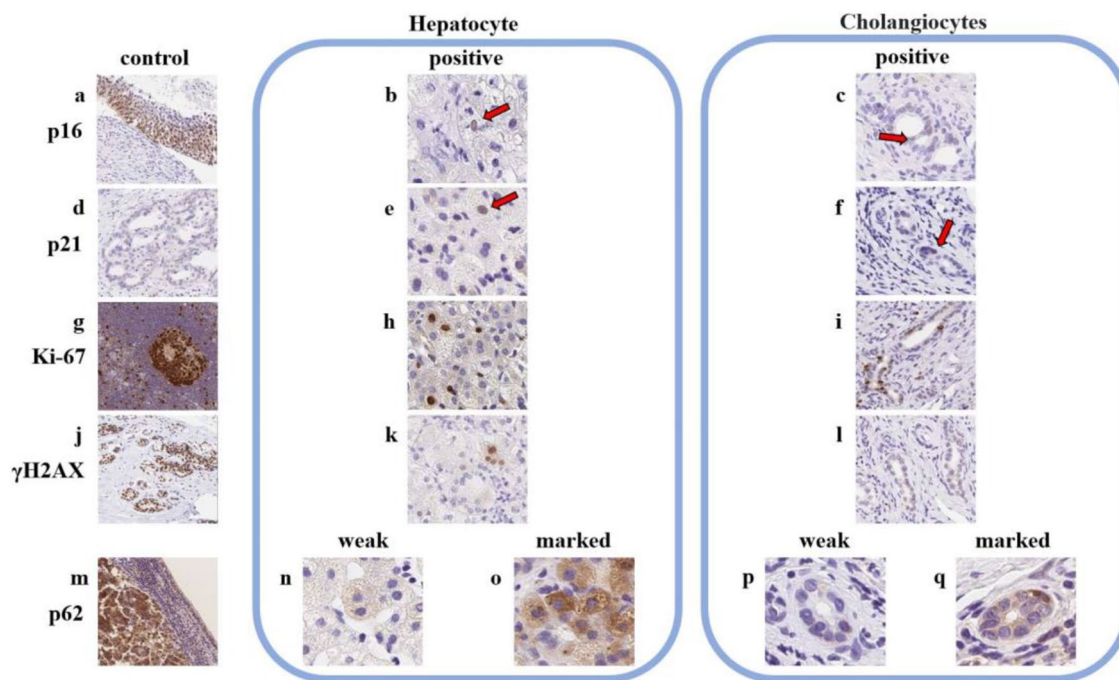 Hepatocyte
Cholangiocytes
control
positive
positive
a
p16
b
c
d
p21
e
f
g
Ki-67
h
i
j
γH2AX
k
l
weak
marked
weak
marked
m
p62
n
o
p
q